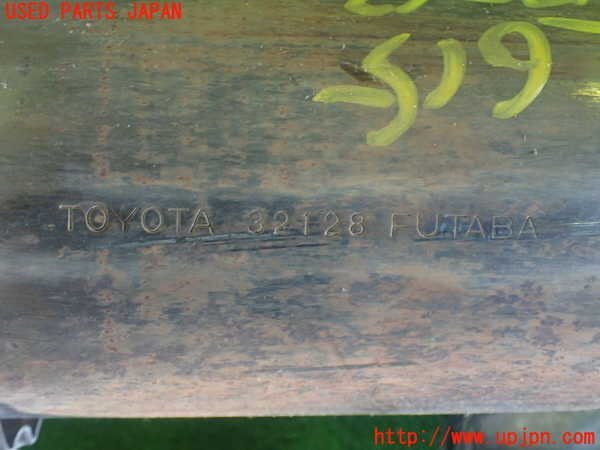 USED PARTS JAPAN
519
TOYOTA 32128 FUTABA
http://www.upjpn.com